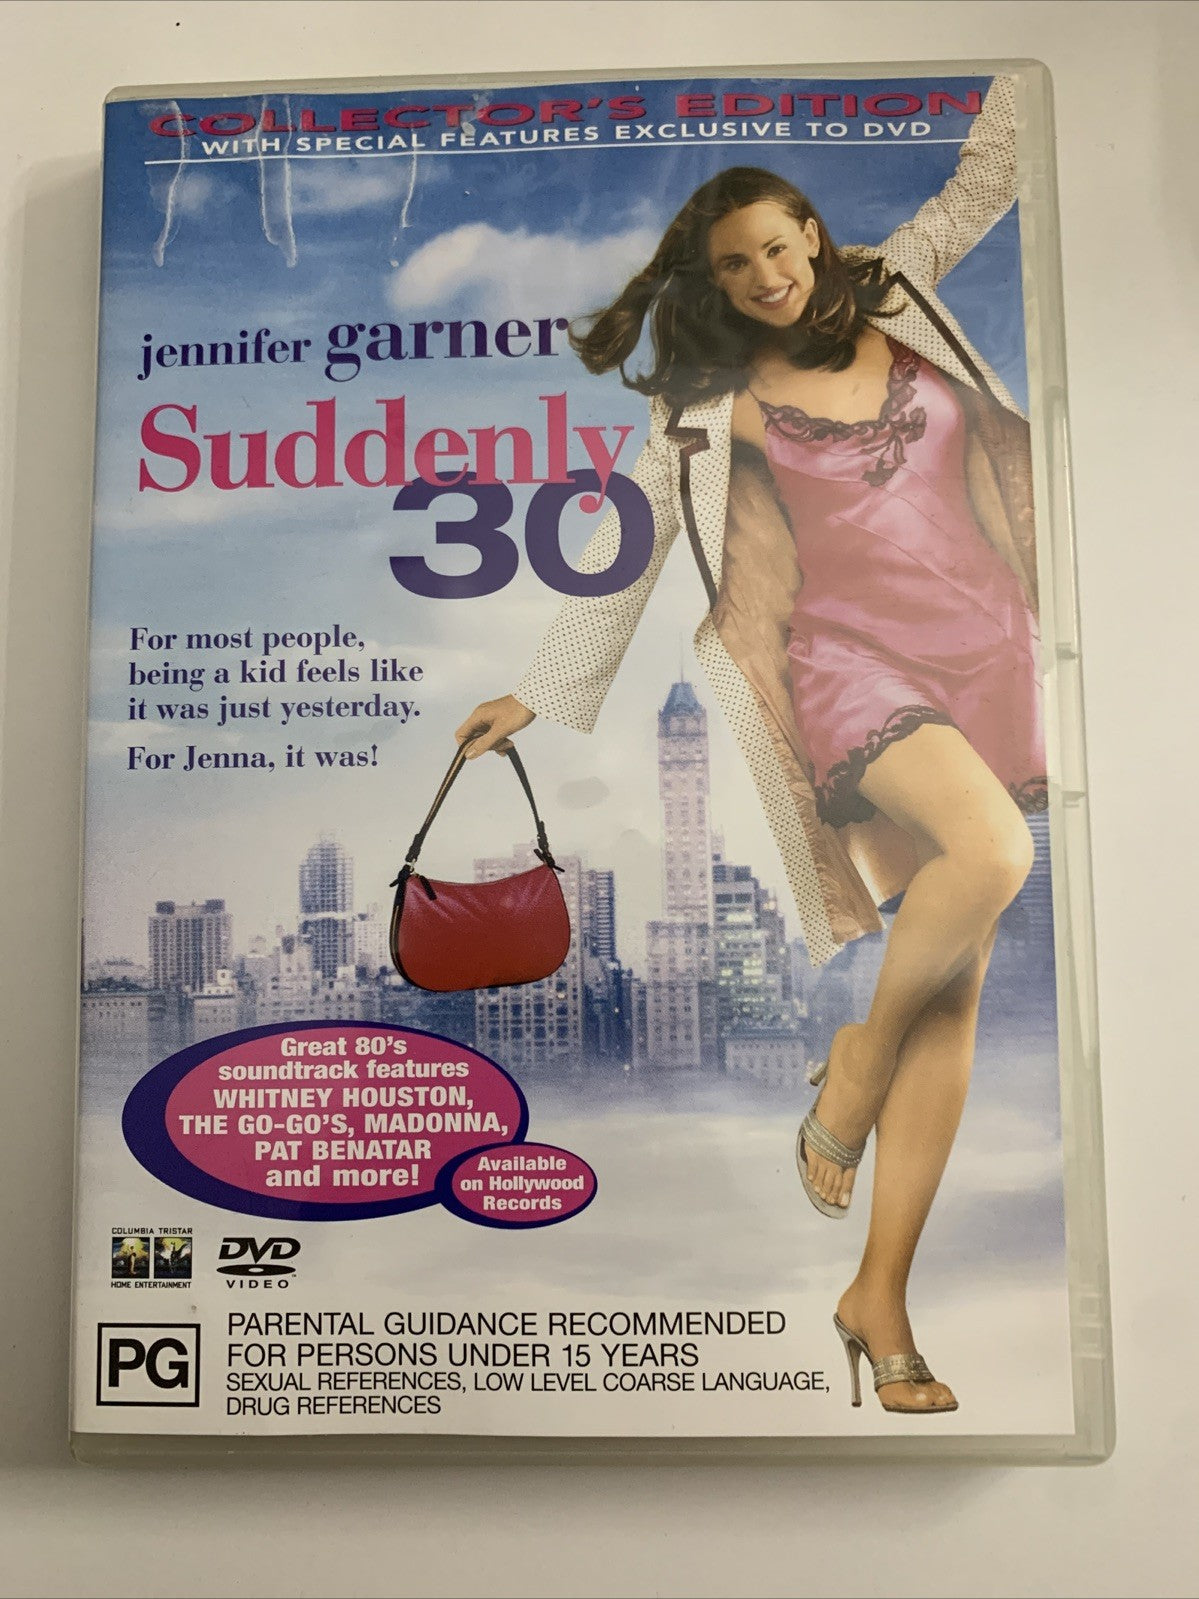 COLLECTOR'S EDITION
WITH SPECIAL FEATURES EXCLUSIVE TO DVD
jennifer garner
Suddenly
30
For most people,
being a kid feels like
it was just yesterday.
For Jenna, it was!
Great 80's
soundtrack features
WHITNEY HOUSTON,
THE GO-GO'S, MADONNA,
PAT BENATAR
and more!
Available
on Hollywood
Records
COLUMBIA TRISTAR
HOME ENTERTAINMENT
DVD
VIDEO™
PG
PARENTAL GUIDANCE RECOMMENDED
FOR PERSONS UNDER 15 YEARS
SEXUAL REFERENCES, LOW LEVEL COARSE LANGUAGE,
DRUG REFERENCES